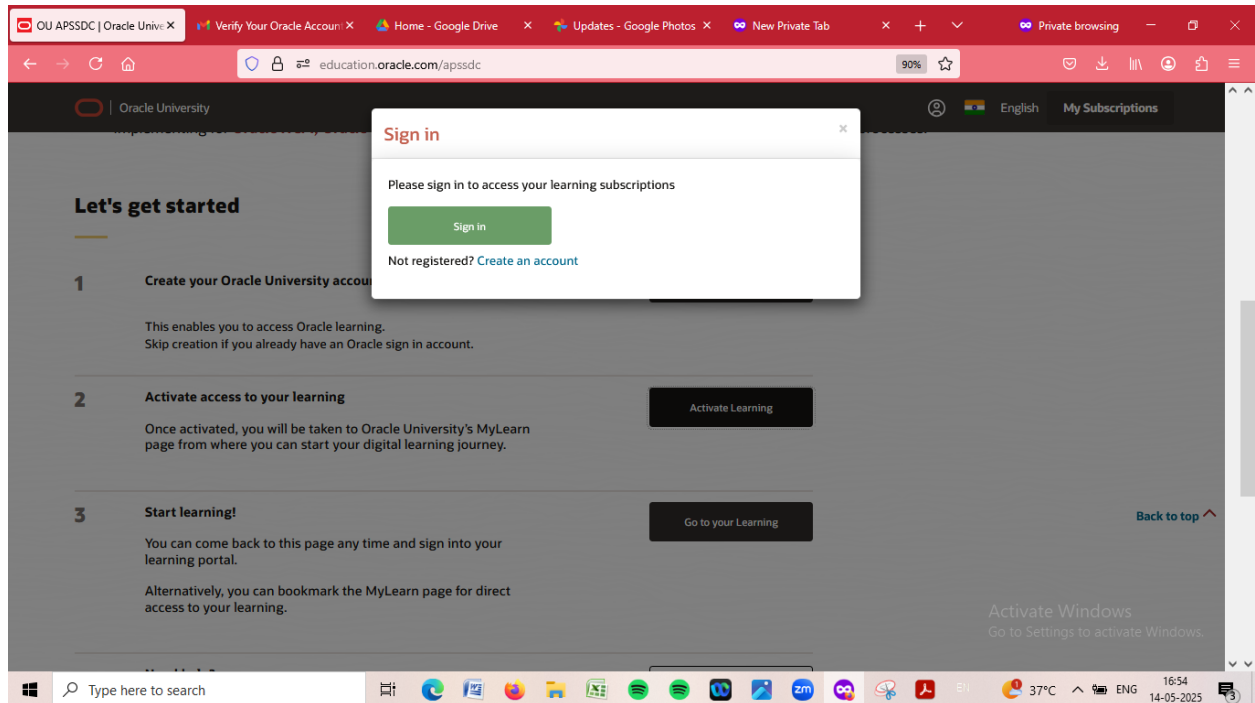 OU APSSDC | Oracle Unive
Verify Your Oracle Account
Home - Google Drive
Updates - Google Photos
New Private Tab
Private browsing
education.oracle.com/apssdc
90%
Oracle University
English
My Subscriptions
Sign in
Please sign in to access your learning subscriptions
Sign in
Not registered? Create an account
Let's get started
1
Create your Oracle University accou
This enables you to access Oracle learning.
Skip creation if you already have an Oracle sign in account.
2
Activate access to your learning
Activate Learning
Once activated, you will be taken to Oracle University's MyLearn
page from where you can start your digital learning journey.
3
Start learning!
Go to your Learning
You can come back to this page any time and sign into your
learning portal.
Alternatively, you can bookmark the MyLearn page for direct
access to your learning.
Back to top
Activate Windows
Go to Settings to activate Windows.
Type here to search
zm
EN
37°C
ENG
16:54
14-05-2025
3